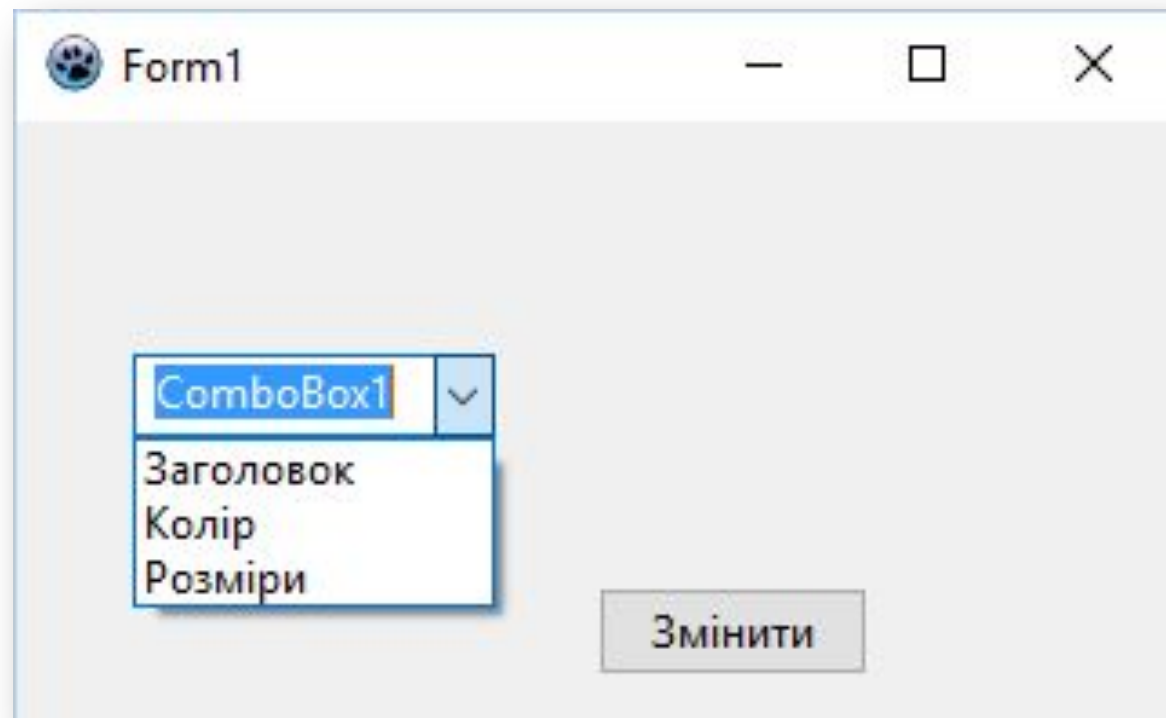 Form1
ComboBox1
Заголовок
Колір
Розміри
Змінити